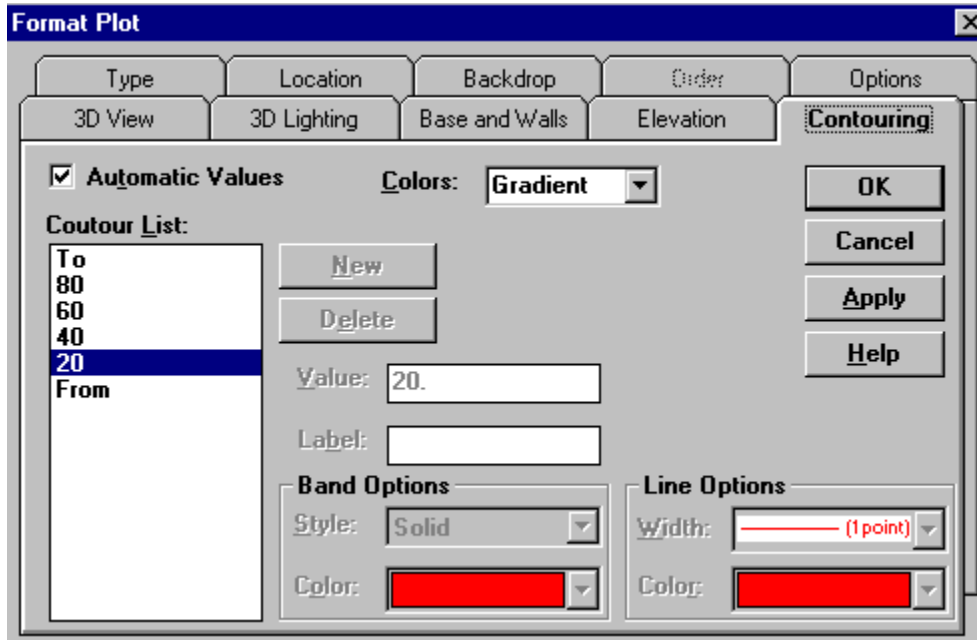 Format Plot
Type Location Backdrop Order Options
3D View 3D Lighting Base and Walls Elevation Contouring
Automatic Values Colors: Gradient OK
Coutour List: Cancel
To New
80
60 Delete Apply
40
20 Help
From Value: 20.
Label:
Band Options Line Options
Style: Solid Width: (1 point)
Color: Color: